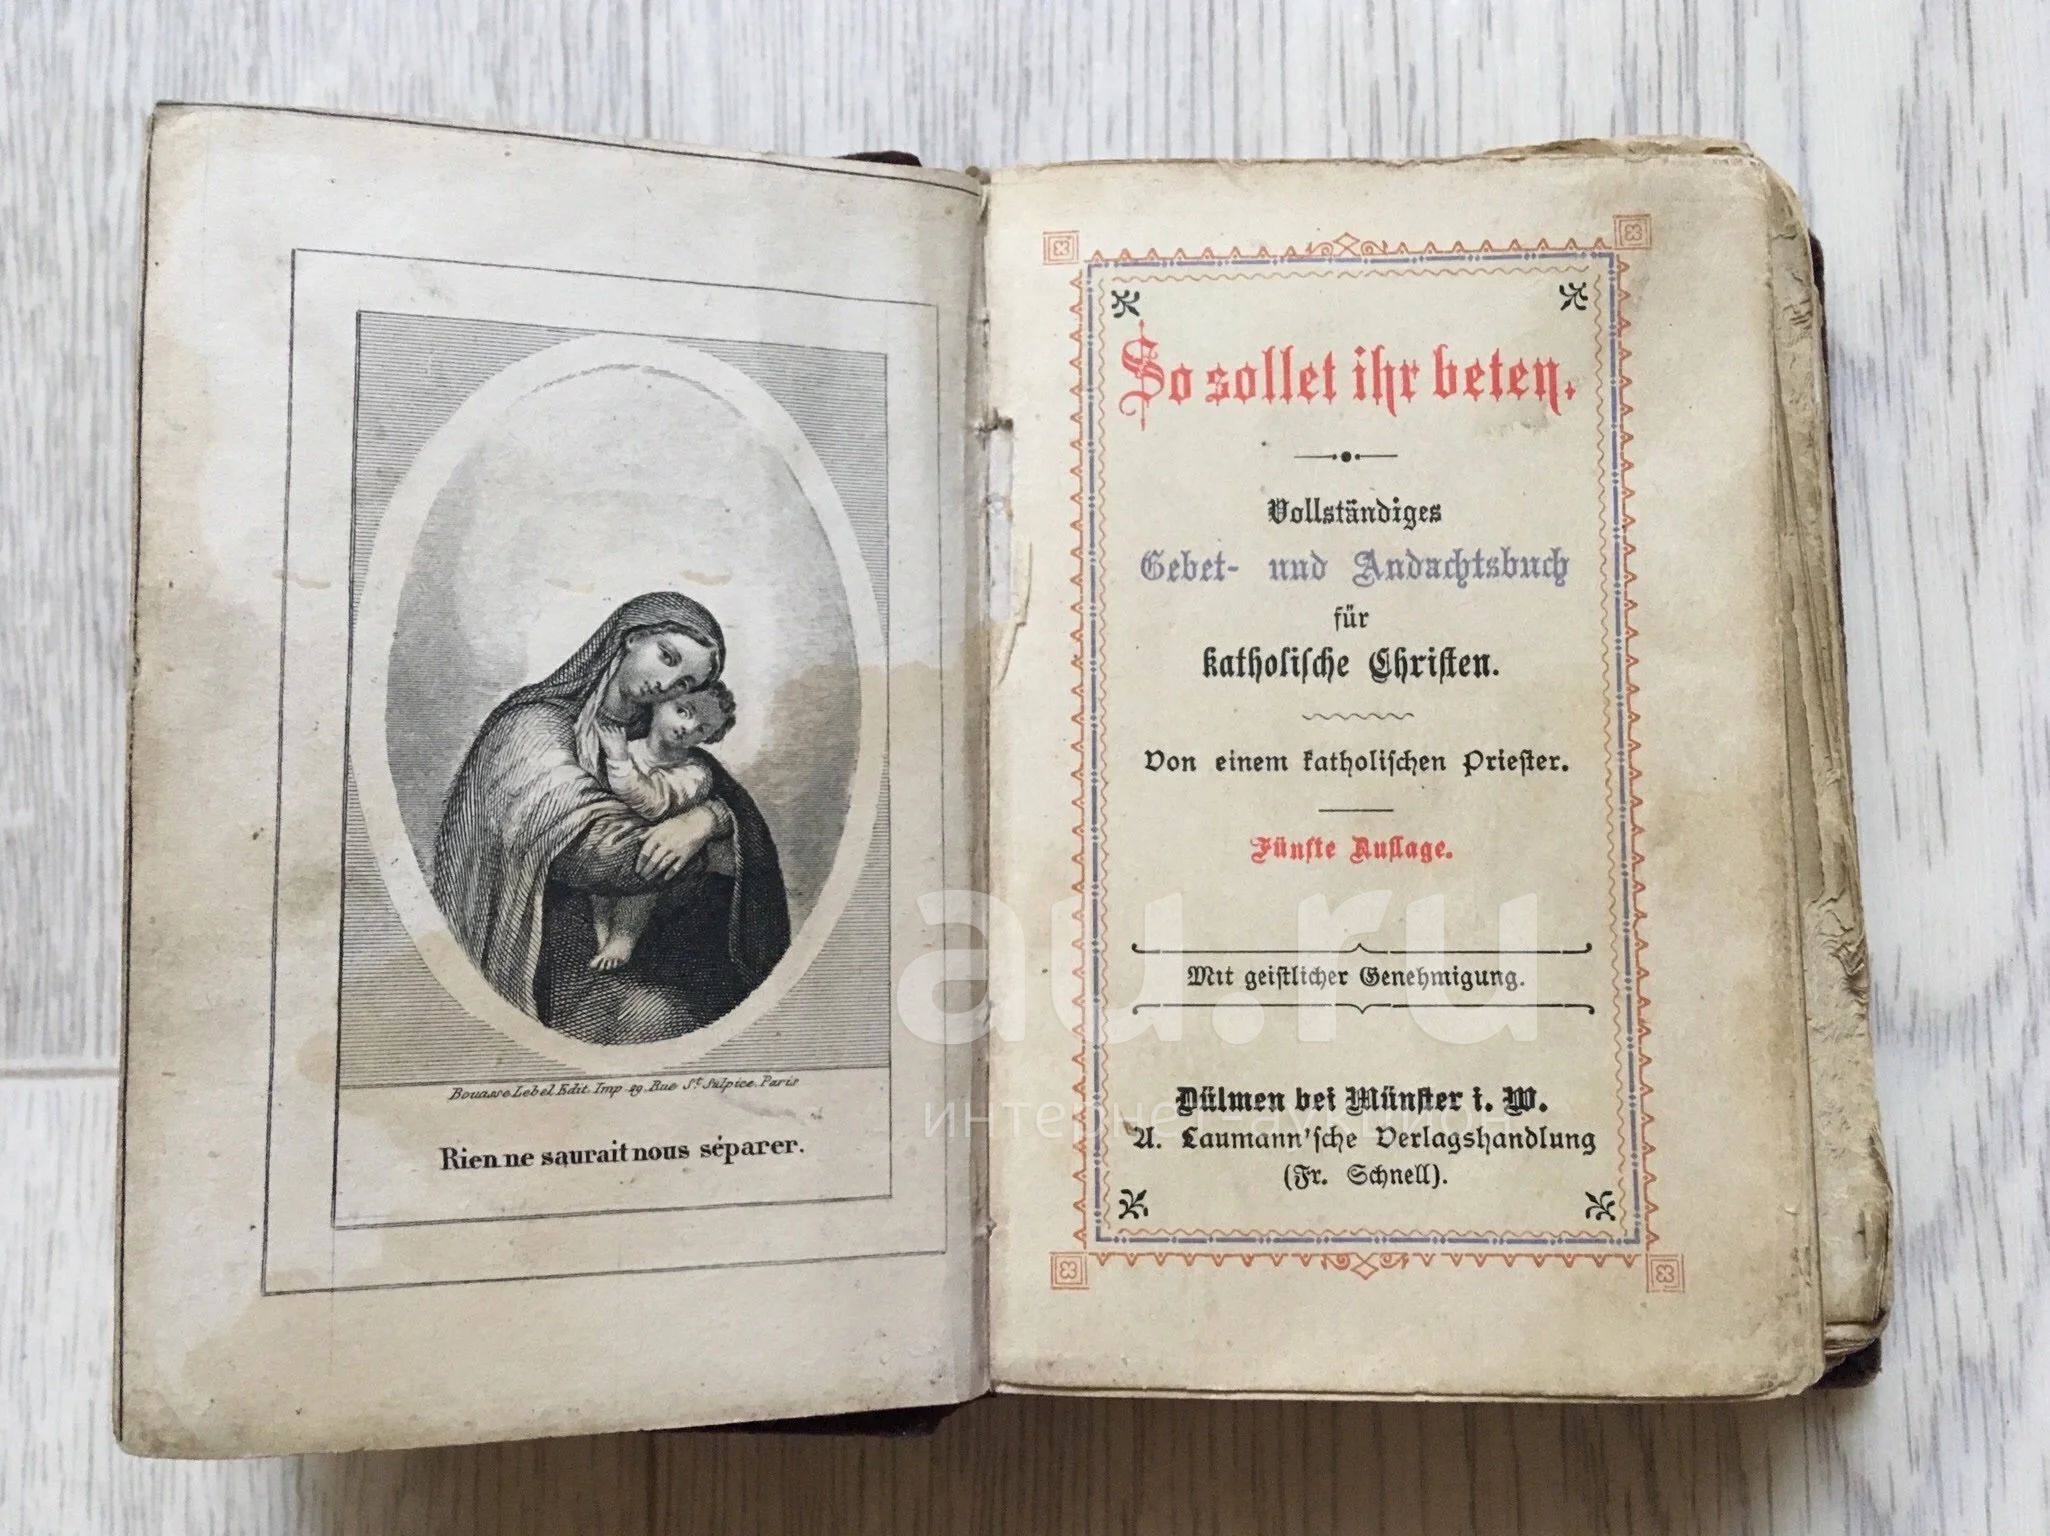 Bouasse Lebel Edit. Imp. 29. Rue St. Sulpice. Paris
Rien ne saurait nous séparer.
So sollet ihr beten.
Vollständiges
Gebet- und Andachtsbuch
für
katholische Christen.
Von einem katholischen Priester.
Fünfte Auflage.
Mit geistlicher Genehmigung.
Dülmen bei Münster i. W.
A. Laumann'sche Verlagshandlung
(Fr. Schnell).
au.ru
интернет аукцион